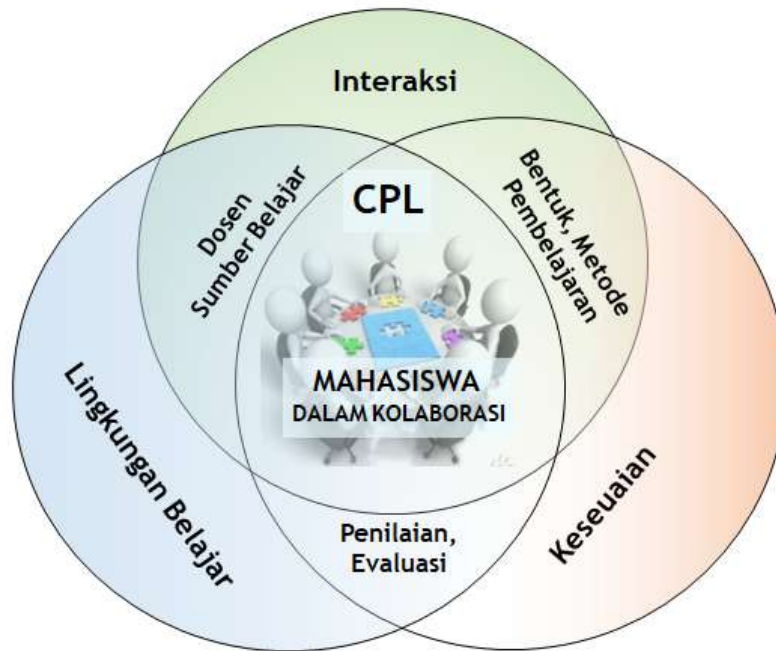 Interaksi
Dosen
Sumber Belajar
CPL
Bentuk, Metode
Pembelajaran
MAHASISWA
DALAM KOLABORASI
Lingkungan Belajar
Keseuaian
Penilaian,
Evaluasi